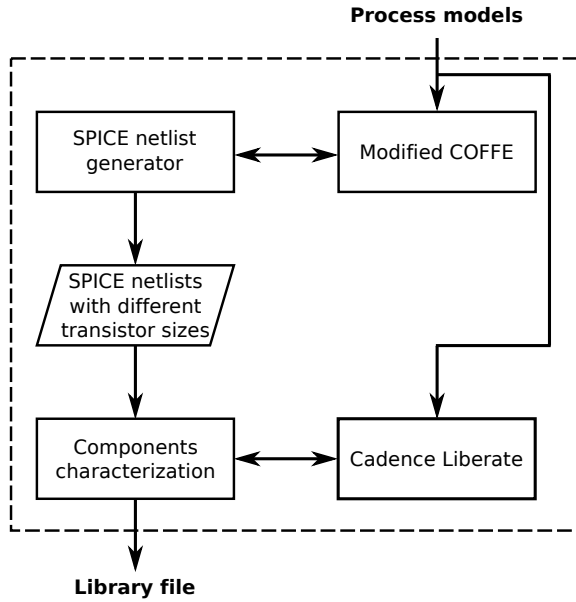 Process models
SPICE netlist
generator
Modified COFFE
SPICE netlists
with different
transistor sizes
Components
characterization
Cadence Liberate
Library file